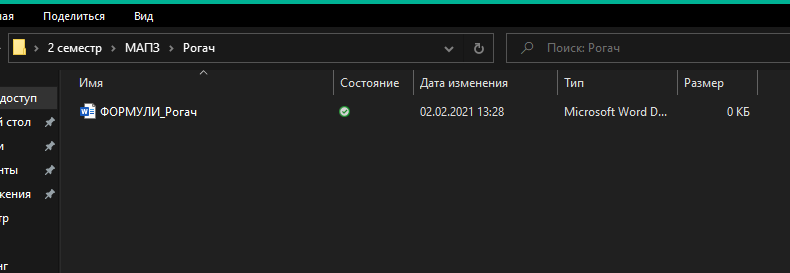 ная Поделиться
2 семестр МАПЗ Рогач Поиск: Рогач
Имя Состояние Дата изменения Тип Размер
доступ
ФОРМУЛИ_Рогач 02.02.2021 13:28 Microsoft Word D... 0 КБ
й стол
и
нты
жения
тр
нг